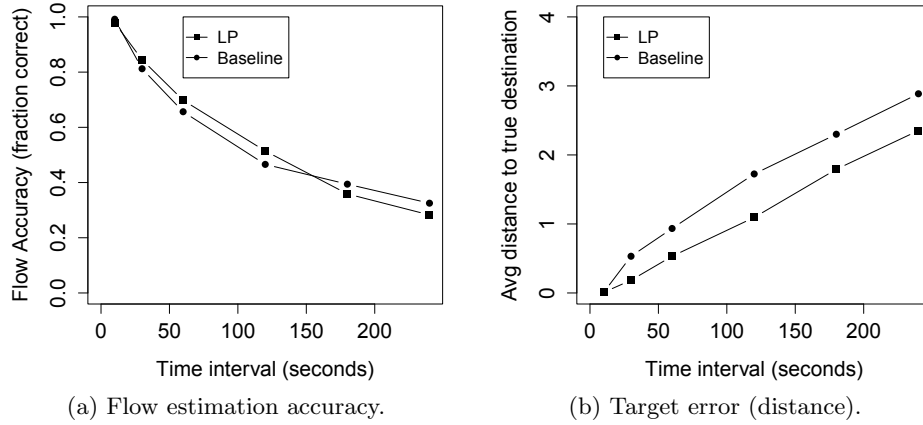 Flow Accuracy (fraction correct)
0.0 0.2 0.4 0.6 0.8 1.0
LP
Baseline
0 50 100 150 200
Time interval (seconds)
(a) Flow estimation accuracy.
Avg distance to true destination
0 1 2 3 4
LP
Baseline
0 50 100 150 200
Time interval (seconds)
(b) Target error (distance).